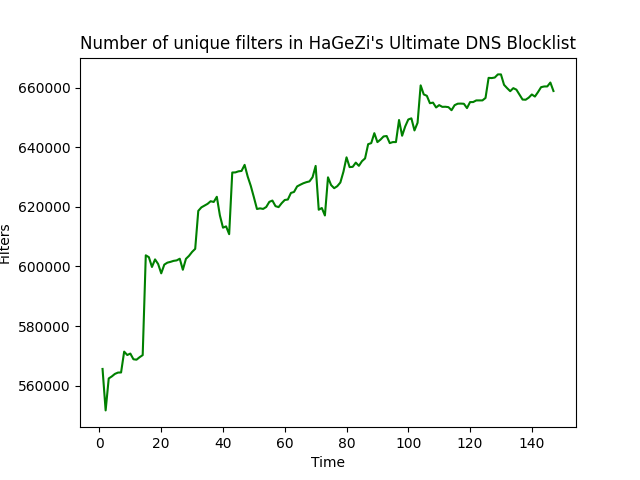 Number of unique filters in HaGeZi's Ultimate DNS Blocklist
660000
640000
620000
600000
580000
560000
Filters
0 20 40 60 80 100 120 140
Time